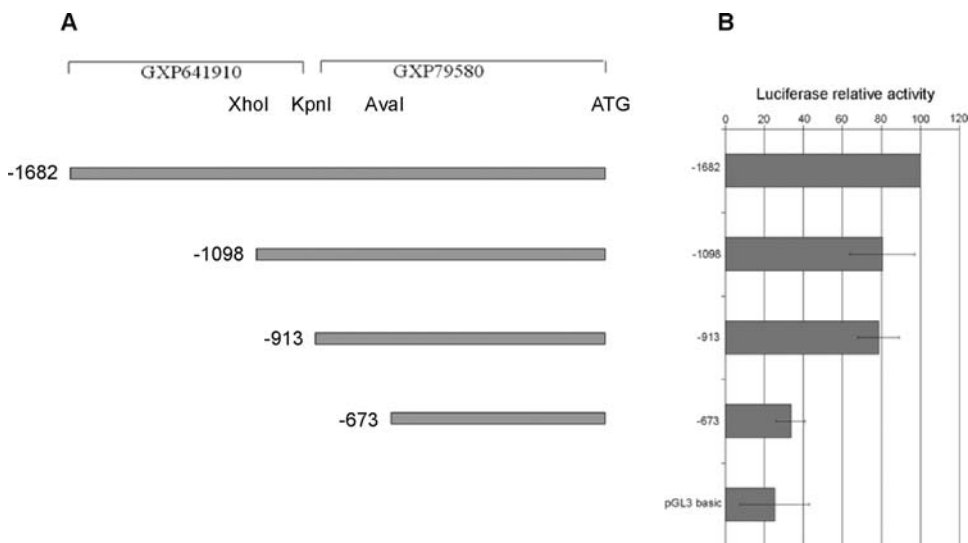 A
GXP641910 GXP79580
XhoI KpnI AvaI ATG
-1682
-1098
-913
-673
B
Luciferase relative activity
0 20 40 60 80 100 120
-1682
-1098
-913
-673
pGL3 basic